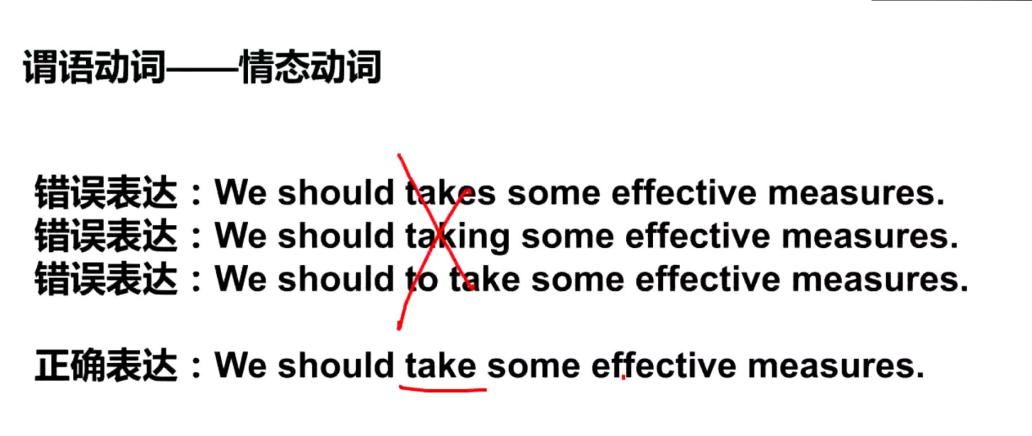 谓语动词——情态动词
错误表达：We should takes some effective measures.
错误表达：We should taking some effective measures.
错误表达：We should to take some effective measures.
正确表达：We should take some effective measures.